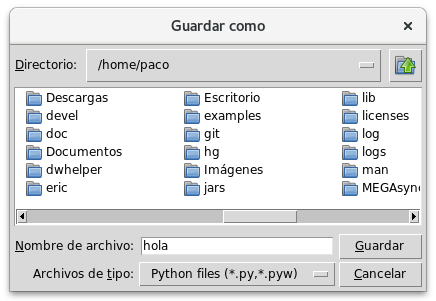 Guardar como
Directorio: /home/paco
Descargas Escritorio lib
devel examples licenses
doc git log
Documentos hg logs
dwhelper Imágenes man
eric jars MEGAsync
Nombre de archivo: hola Guardar
Archivos de tipo: Python files (*.py,*.pyw) Cancelar